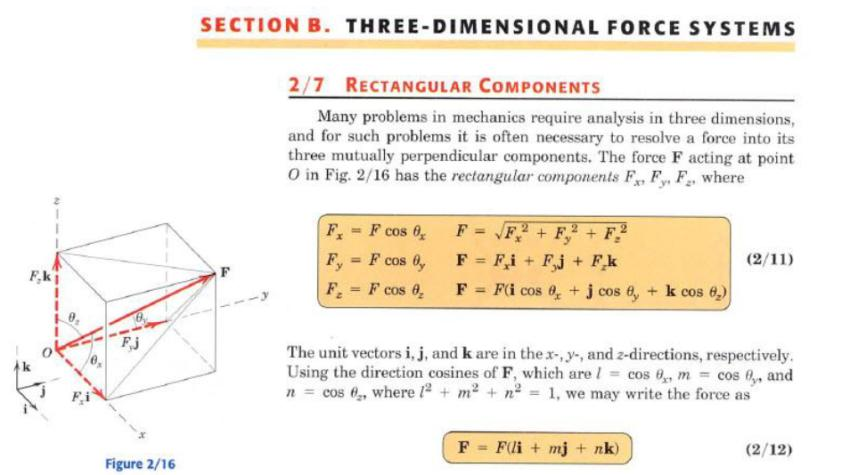 SECTION B. THREE-DIMENSIONAL FORCE SYSTEMS
2/7 RECTANGULAR COMPONENTS
Many problems in mechanics require analysis in three dimensions,
and for such problems it is often necessary to resolve a force into its
three mutually perpendicular components. The force F acting at point
O in Fig. 2/16 has the rectangular components Fx, Fy, Fz, where
Fx = F cos θx F = √Fx² + Fy² + Fz²
Fy = F cos θy F = Fxi + Fyj + Fzk (2/11)
Fz = F cos θz F = F(i cos θx + j cos θy + k cos θz)
The unit vectors i, j, and k are in the x-, y-, and z-directions, respectively.
Using the direction cosines of F, which are l = cos θx, m = cos θy, and
n = cos θz, where l² + m² + n² = 1, we may write the force as
F = F(li + mj + nk) (2/12)
z
Fzk
F
y
θz
θy
Fyj
O
θx
k
j
i
Fxi
x
Figure 2/16